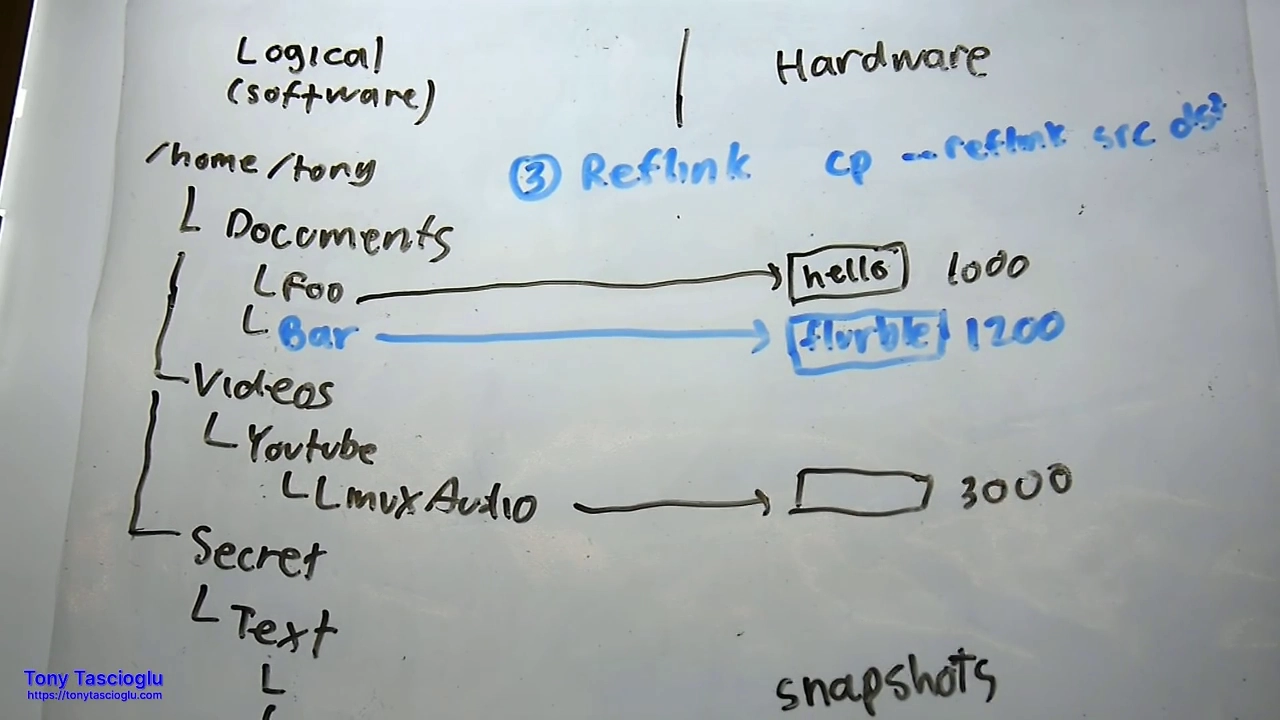 Logical
(software)
Hardware
/home/tony
③ Reflink cp --reflink src dst
Documents
Foo
hello 1000
Bar
flurble 1200
Videos
Youtube
LinuxAudio
3000
Secret
Text
snapshots
Tony Tascioglu
https://tonytascioglu.com